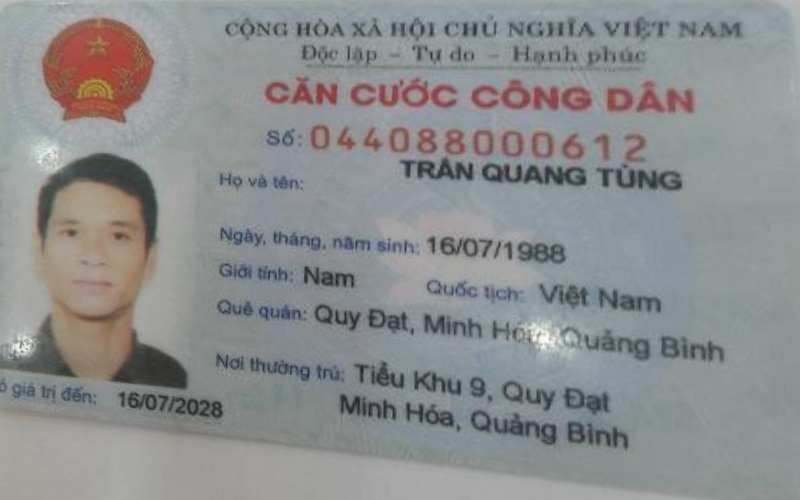 CỘNG HÒA XÃ HỘI CHỦ NGHĨA VIỆT NAM
Độc lập - Tự do - Hạnh phúc
CĂN CƯỚC CÔNG DÂN
Số: 044088000612
Họ và tên: TRẦN QUANG TÙNG
Ngày, tháng, năm sinh: 16/07/1988
Giới tính: Nam Quốc tịch: Việt Nam
Quê quán: Quy Đạt, Minh Hóa, Quảng Bình
Nơi thường trú: Tiểu Khu 9, Quy Đạt
Minh Hóa, Quảng Bình
ó giá trị đến: 16/07/2028